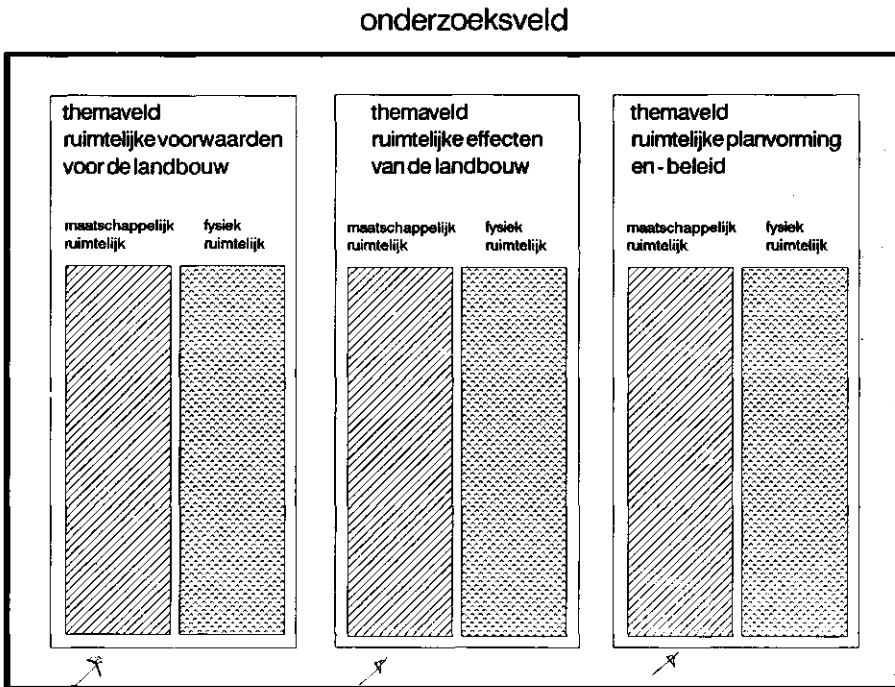 onderzoeksveld
themaveld
ruimtelijke voorwaarden
voor de landbouw
maatschappelijk
ruimtelijk
fysiek
ruimtelijk
themaveld
ruimtelijke effecten
van de landbouw
maatschappelijk
ruimtelijk
fysiek
ruimtelijk
themaveld
ruimtelijke planvorming
en - beleid
maatschappelijk
ruimtelijk
fysiek
ruimtelijk